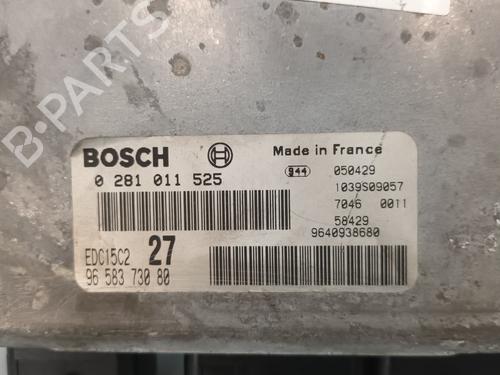 B-PARTS
BOSCH
Made in France
0 281 011 525
944 050429
1039S09057
7046 0011
58429
9640938680
EDC15C2 27
96 583 730 80